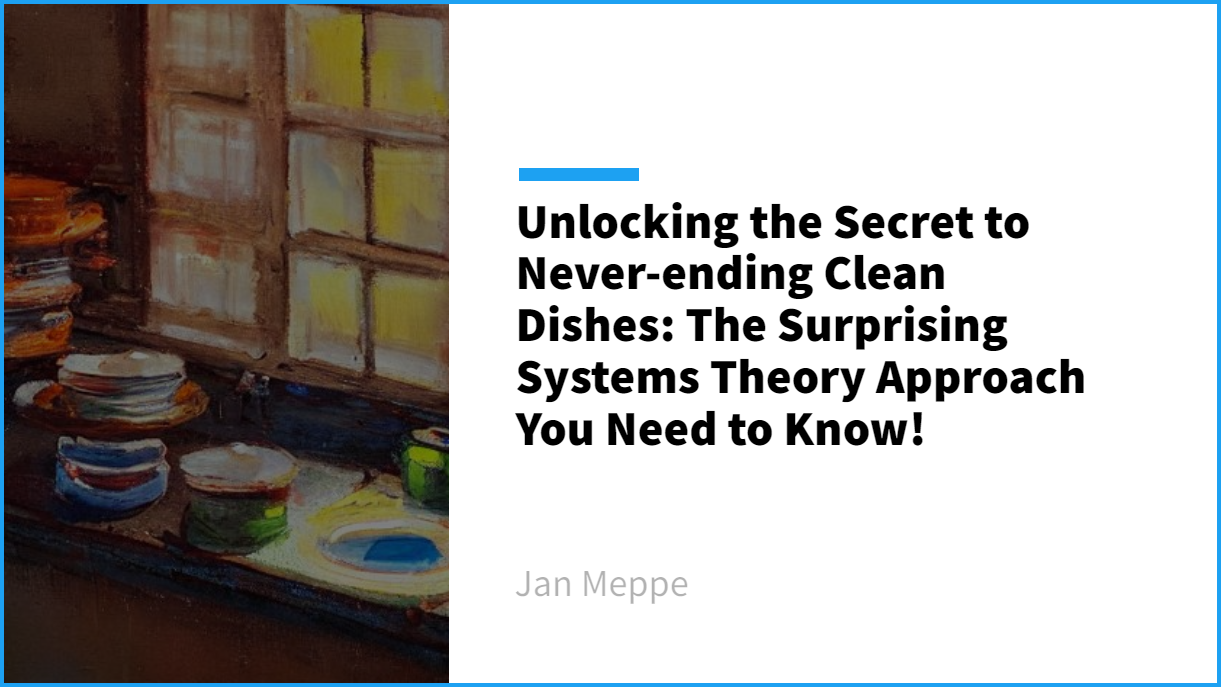 Unlocking the Secret to
Never-ending Clean
Dishes: The Surprising
Systems Theory Approach
You Need to Know!
Jan Meppe